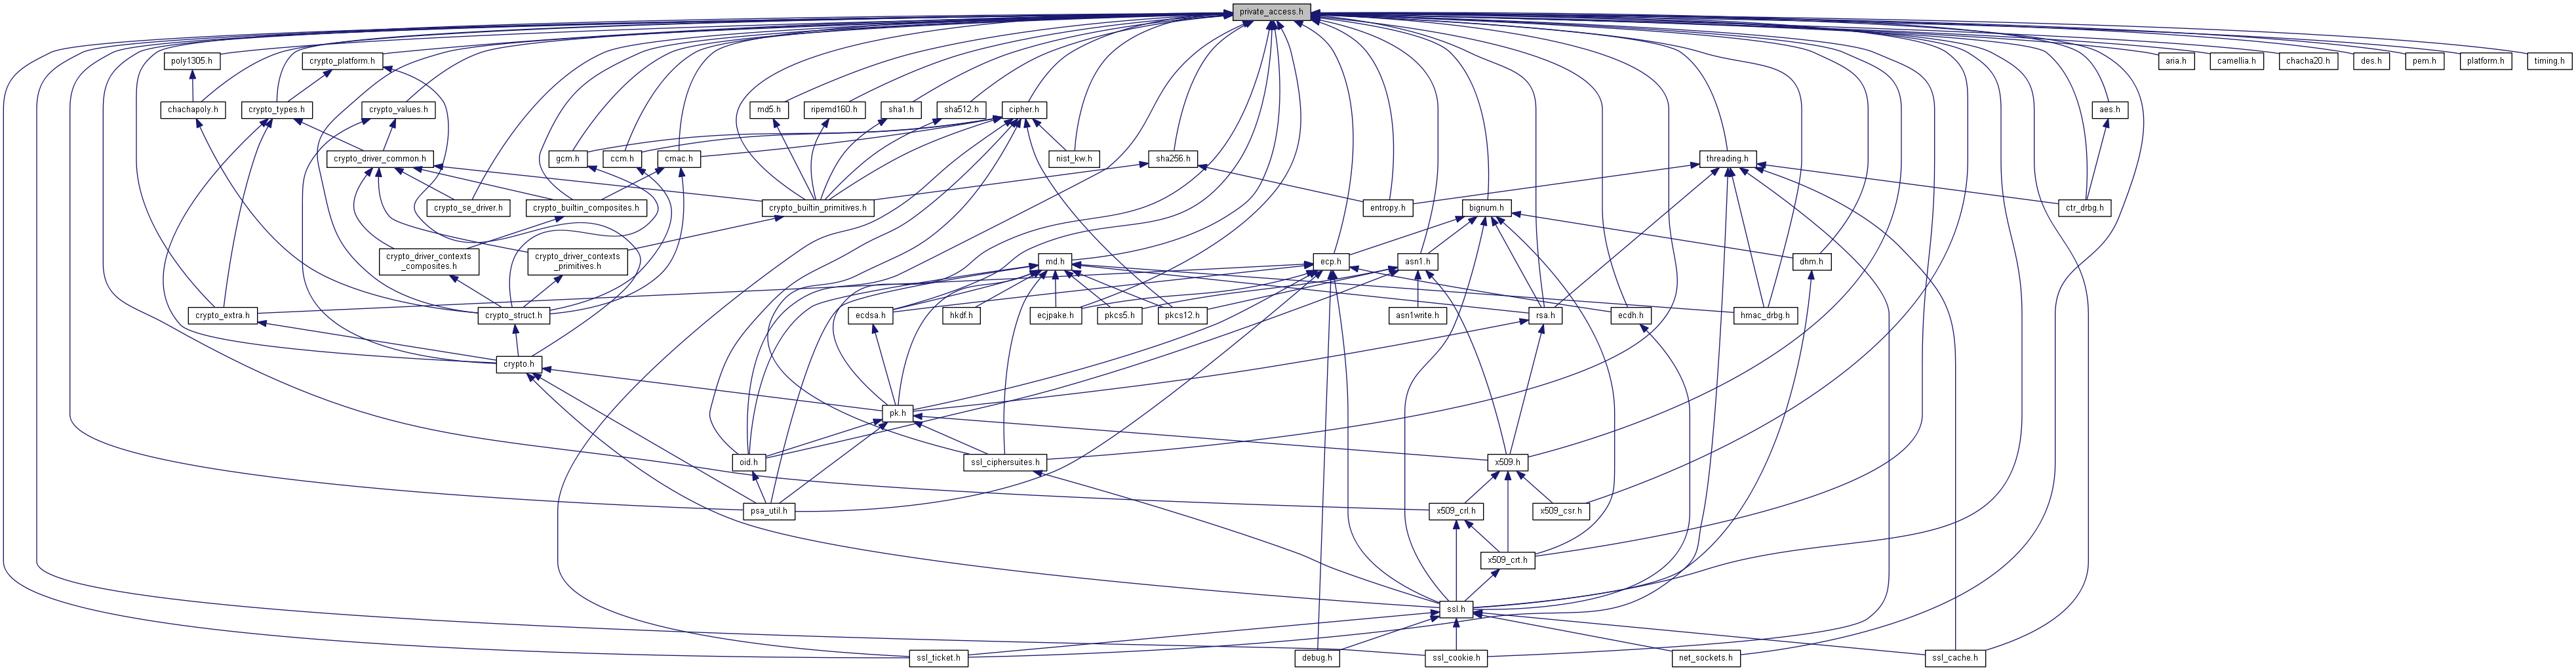 private_access.h
poly1305.h
crypto_platform.h
aria.h
camellia.h
chacha20.h
des.h
pem.h
platform.h
timing.h
chachapoly.h
crypto_types.h
crypto_values.h
md5.h
ripemd160.h
sha1.h
sha512.h
cipher.h
aes.h
crypto_driver_common.h
gcm.h
ccm.h
cmac.h
nist_kw.h
sha256.h
threading.h
crypto_se_driver.h
crypto_builtin_composites.h
crypto_builtin_primitives.h
entropy.h
bignum.h
ctr_drbg.h
crypto_driver_contexts
_composites.h
crypto_driver_contexts
_primitives.h
md.h
ecp.h
asn1.h
dhm.h
crypto_extra.h
crypto_struct.h
ecdsa.h
hkdf.h
ecjpake.h
pkcs5.h
pkcs12.h
asn1write.h
rsa.h
ecdh.h
hmac_drbg.h
crypto.h
pk.h
oid.h
ssl_ciphersuites.h
x509.h
psa_util.h
x509_crl.h
x509_csr.h
x509_crt.h
ssl.h
ssl_ticket.h
debug.h
ssl_cookie.h
net_sockets.h
ssl_cache.h